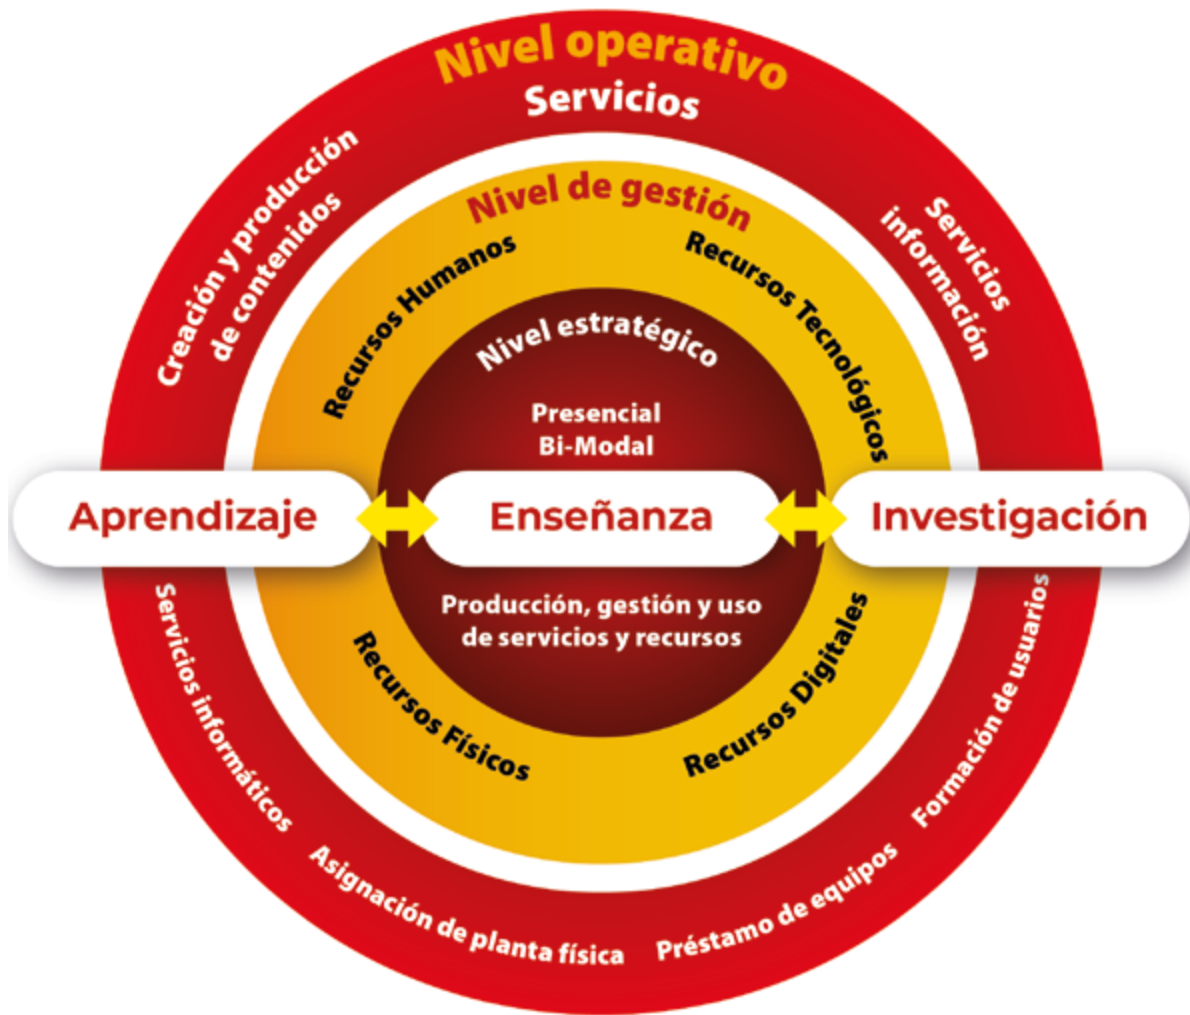 Nivel operativo
Servicios
Creación y producción
de contenidos
Servicios
información
Nivel de gestión
Recursos Humanos
Recursos Tecnológicos
Nivel estratégico
Presencial
Bi-Modal
Aprendizaje
Enseñanza
Investigación
Producción, gestión y uso
de servicios y recursos
Recursos Físicos
Recursos Digitales
Servicios informáticos
Asignación de planta física
Préstamo de equipos
Formación de usuarios